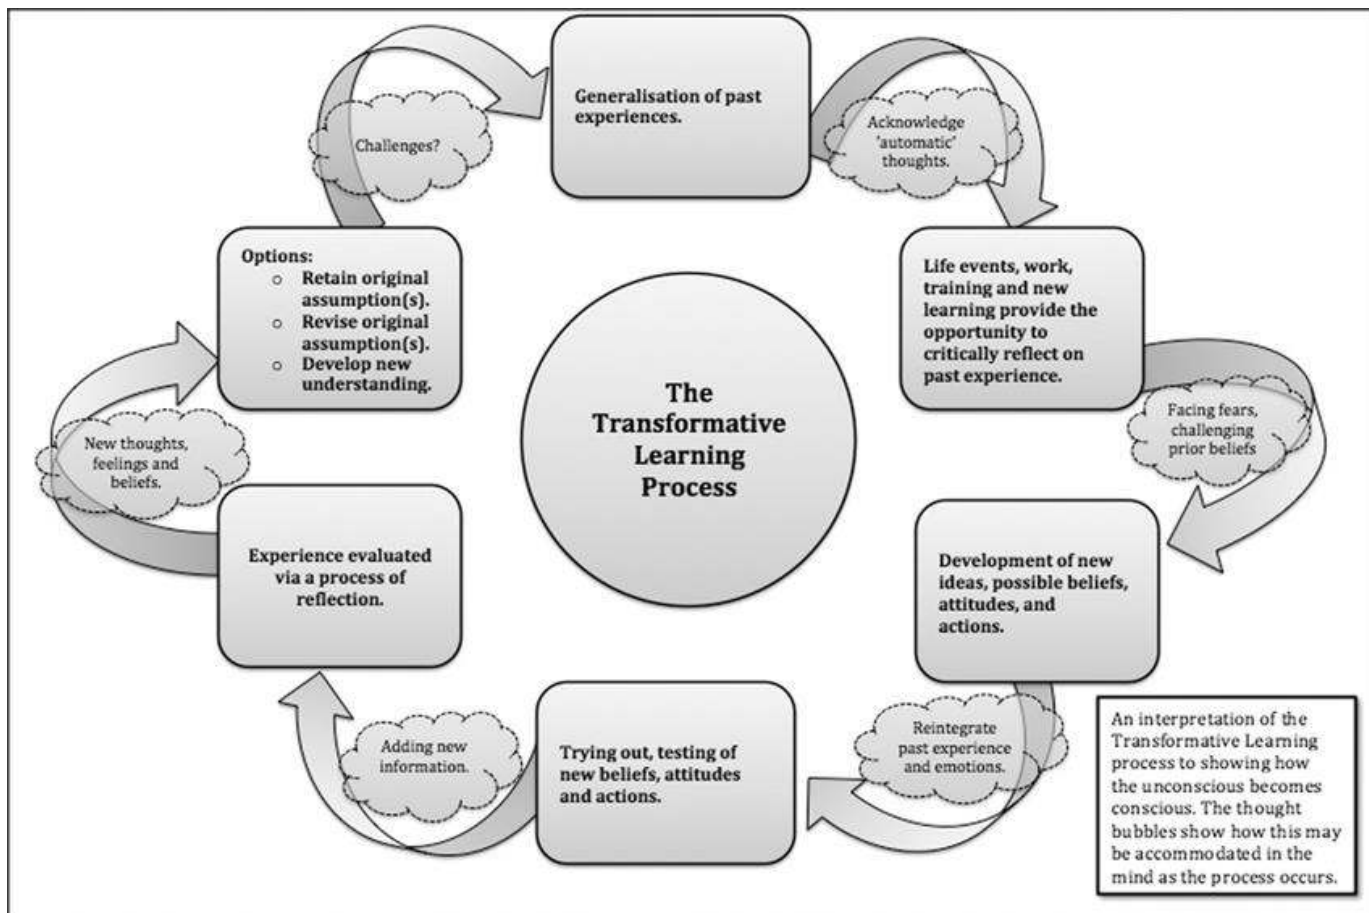 Generalisation of past
experiences.
Acknowledge
'automatic'
thoughts.
Life events, work,
training and new
learning provide the
opportunity to
critically reflect on
past experience.
Facing fears,
challenging
prior beliefs
Development of new
ideas, possible beliefs,
attitudes, and
actions.
Reintegrate
past experience
and emotions.
Trying out, testing of
new beliefs, attitudes
and actions.
Adding new
information.
Experience evaluated
via a process of
reflection.
New thoughts,
feelings and
beliefs.
Options:
o Retain original
assumption(s).
o Revise original
assumption(s).
o Develop new
understanding.
Challenges?
The
Transformative
Learning
Process
An interpretation of the
Transformative Learning
process to showing how
the unconscious becomes
conscious. The thought
bubbles show how this may
be accommodated in the
mind as the process occurs.